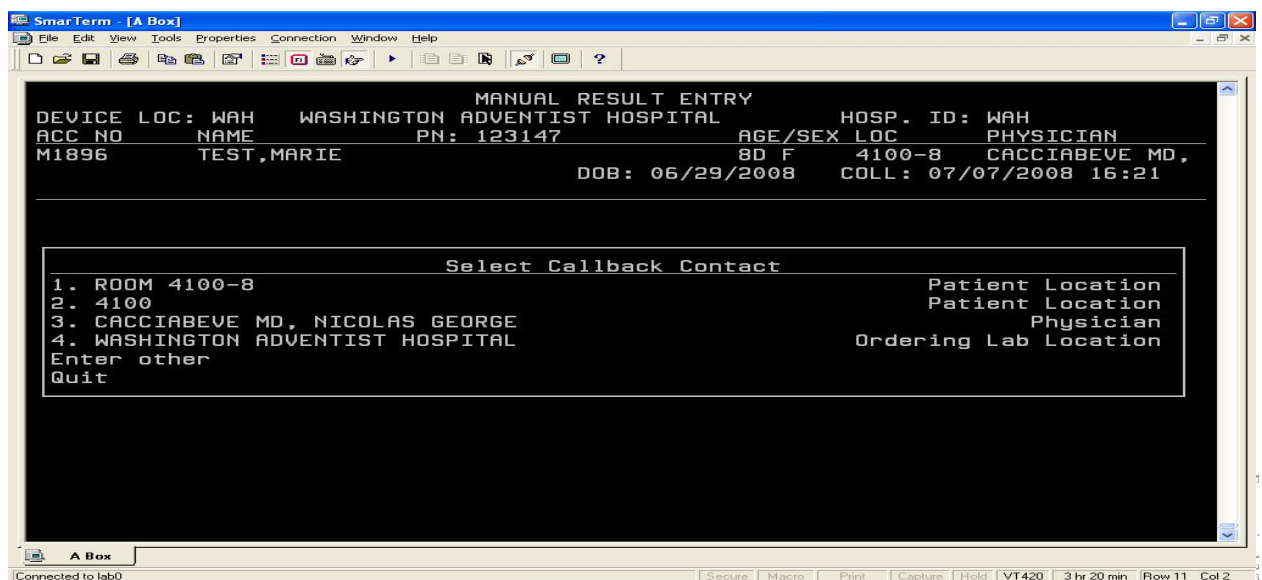 SmarTerm - [A Box]
File Edit View Tools Properties Connection Window Help
MANUAL RESULT ENTRY
DEVICE LOC: WAH WASHINGTON ADVENTIST HOSPITAL HOSP. ID: WAH
ACC NO NAME PN: 123147 AGE/SEX LOC PHYSICIAN
M1896 TEST,MARIE 8D F 4100-8 CACCIABEVE MD,
DOB: 06/29/2008 COLL: 07/07/2008 16:21
Select Callback Contact
1. ROOM 4100-8 Patient Location
2. 4100 Patient Location
3. CACCIABEVE MD, NICOLAS GEORGE Physician
4. WASHINGTON ADVENTIST HOSPITAL Ordering Lab Location
Enter other
Quit
A Box
Connected to lab0 Secure Macro Print Capture Hold VT420 3 hr 20 min Row 11 Col 2